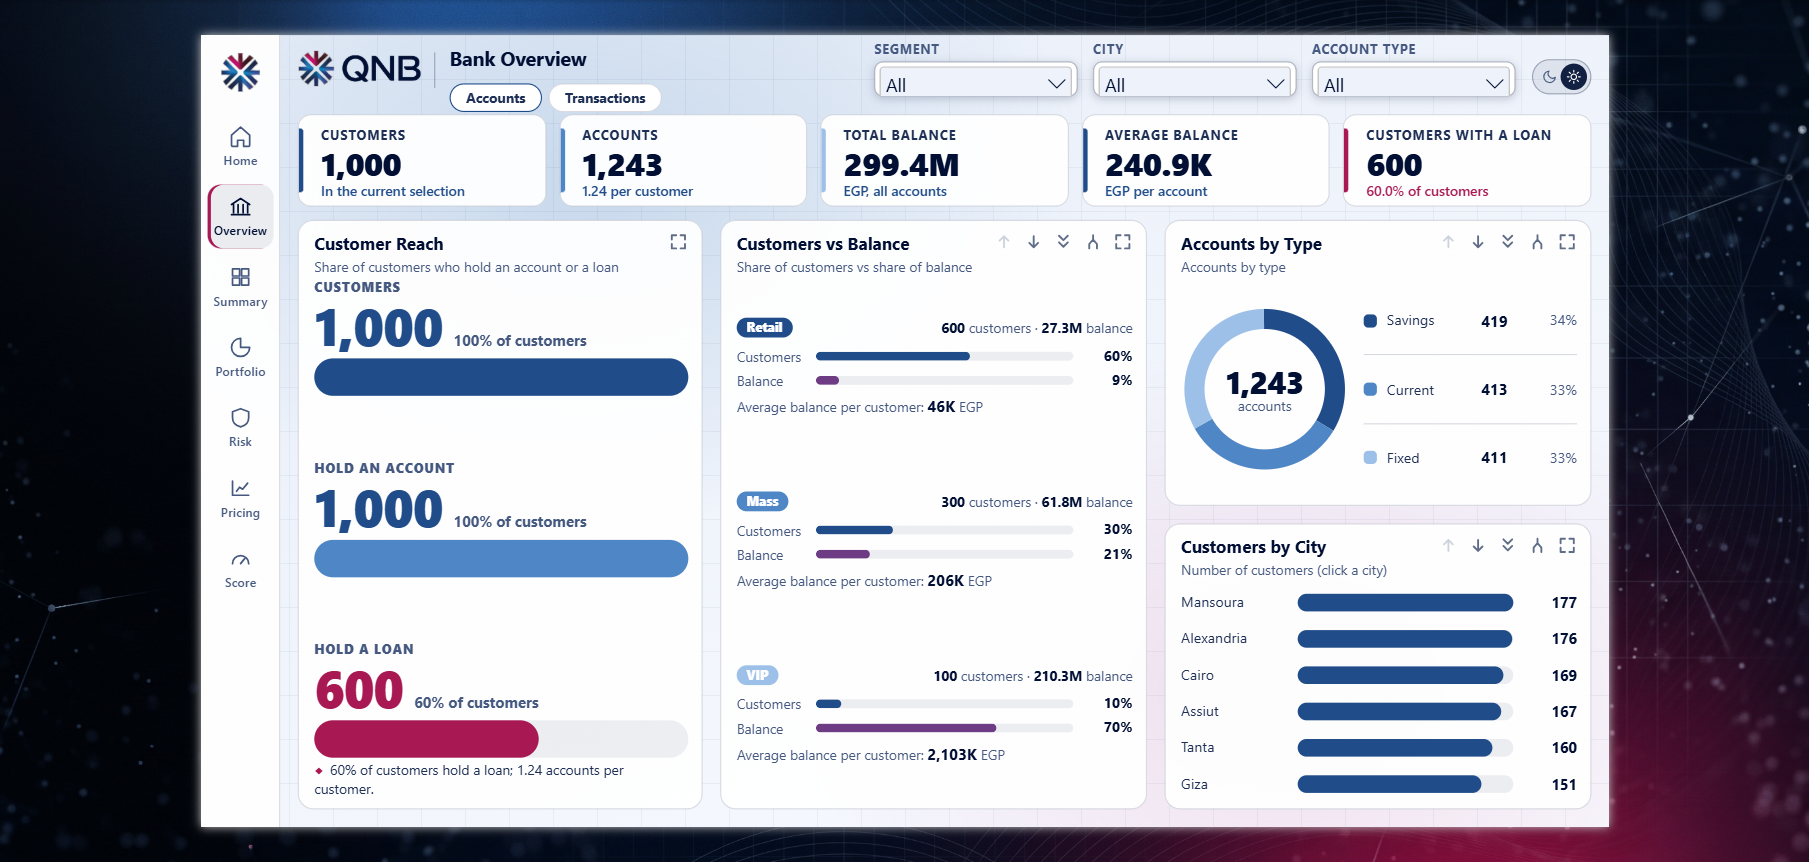 QNB
Bank Overview
Accounts
Transactions
SEGMENT
All
CITY
All
ACCOUNT TYPE
All
Home
Overview
Summary
Portfolio
Risk
Pricing
Score
CUSTOMERS
1,000
In the current selection
ACCOUNTS
1,243
1.24 per customer
TOTAL BALANCE
299.4M
EGP, all accounts
AVERAGE BALANCE
240.9K
EGP per account
CUSTOMERS WITH A LOAN
600
60.0% of customers
Customer Reach
Share of customers who hold an account or a loan
CUSTOMERS
1,000 100% of customers
HOLD AN ACCOUNT
1,000 100% of customers
HOLD A LOAN
600 60% of customers
◆ 60% of customers hold a loan; 1.24 accounts per
customer.
Customers vs Balance
Share of customers vs share of balance
Retail 600 customers · 27.3M balance
Customers 60%
Balance 9%
Average balance per customer: 46K EGP
Mass 300 customers · 61.8M balance
Customers 30%
Balance 21%
Average balance per customer: 206K EGP
VIP 100 customers · 210.3M balance
Customers 10%
Balance 70%
Average balance per customer: 2,103K EGP
Accounts by Type
Accounts by type
1,243
accounts
Savings 419 34%
Current 413 33%
Fixed 411 33%
Customers by City
Number of customers (click a city)
Mansoura 177
Alexandria 176
Cairo 169
Assiut 167
Tanta 160
Giza 151